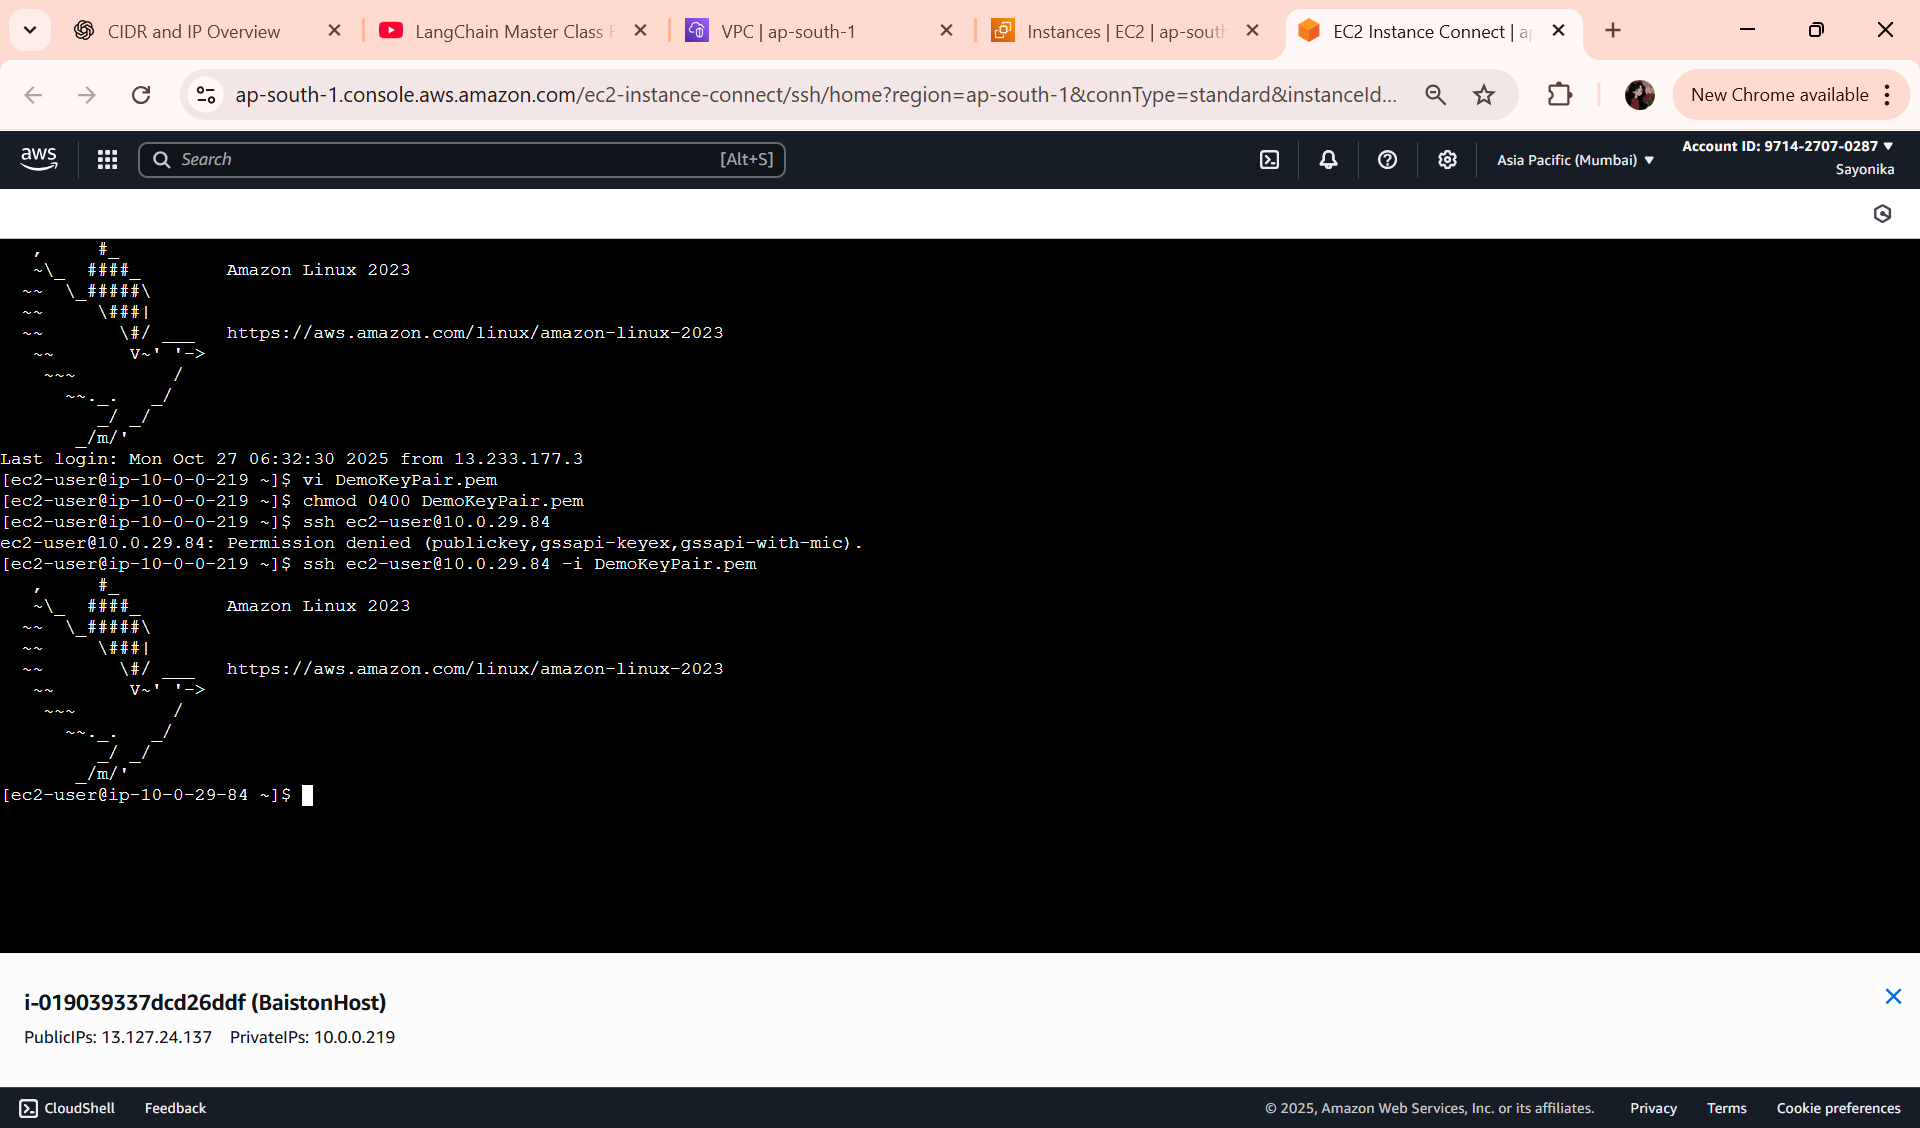 CIDR and IP Overview
LangChain Master Class
VPC | ap-south-1
Instances | EC2 | ap-south
EC2 Instance Connect | ap
ap-south-1.console.aws.amazon.com/ec2-instance-connect/ssh/home?region=ap-south-1&connType=standard&instanceId...
New Chrome available
aws
Search
[Alt+S]
Asia Pacific (Mumbai)
Account ID: 9714-2707-0287
Sayonika
   ,     #_
   ~\_  ####_        Amazon Linux 2023
  ~~  \_#####\
  ~~     \###|
  ~~       \#/ ___   https://aws.amazon.com/linux/amazon-linux-2023
   ~~       V~' '->
    ~~~         /
      ~~._.   _/
         _/ _/
       _/m/'
Last login: Mon Oct 27 06:32:30 2025 from 13.233.177.3
[ec2-user@ip-10-0-0-219 ~]$ vi DemoKeyPair.pem
[ec2-user@ip-10-0-0-219 ~]$ chmod 0400 DemoKeyPair.pem
[ec2-user@ip-10-0-0-219 ~]$ ssh ec2-user@10.0.29.84
ec2-user@10.0.29.84: Permission denied (publickey,gssapi-keyex,gssapi-with-mic).
[ec2-user@ip-10-0-0-219 ~]$ ssh ec2-user@10.0.29.84 -i DemoKeyPair.pem
   ,     #_
   ~\_  ####_        Amazon Linux 2023
  ~~  \_#####\
  ~~     \###|
  ~~       \#/ ___   https://aws.amazon.com/linux/amazon-linux-2023
   ~~       V~' '->
    ~~~         /
      ~~._.   _/
         _/ _/
       _/m/'
[ec2-user@ip-10-0-29-84 ~]$
i-019039337dcd26ddf (BaistonHost)
PublicIPs: 13.127.24.137 PrivateIPs: 10.0.0.219
CloudShell Feedback
© 2025, Amazon Web Services, Inc. or its affiliates. Privacy Terms Cookie preferences